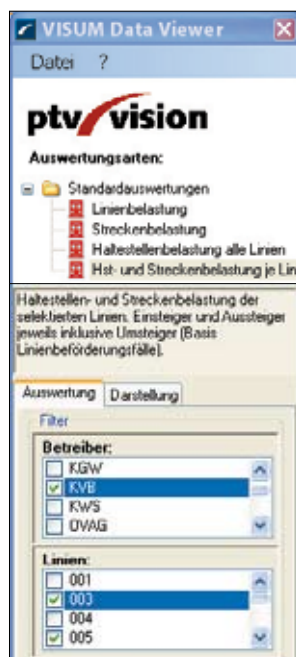 VISUM Data Viewer
Datei ?
ptv vision
Auswertungsarten:
Standardauswertungen
Linienbelastung
Streckenbelastung
Haltestellenbelastung alle Linien
Hst- und Streckenbelastung je Lin
Haltestellen- und Streckenbelastung der
selektierten Linien. Einsteiger und Aussteiger
jeweils inklusive Umsteiger (Basis
Linienbeförderungsfälle).
Auswertung Darstellung
Filter
Betreiber:
KGW
KVB
KWS
OVAG
Linien:
001
003
004
005